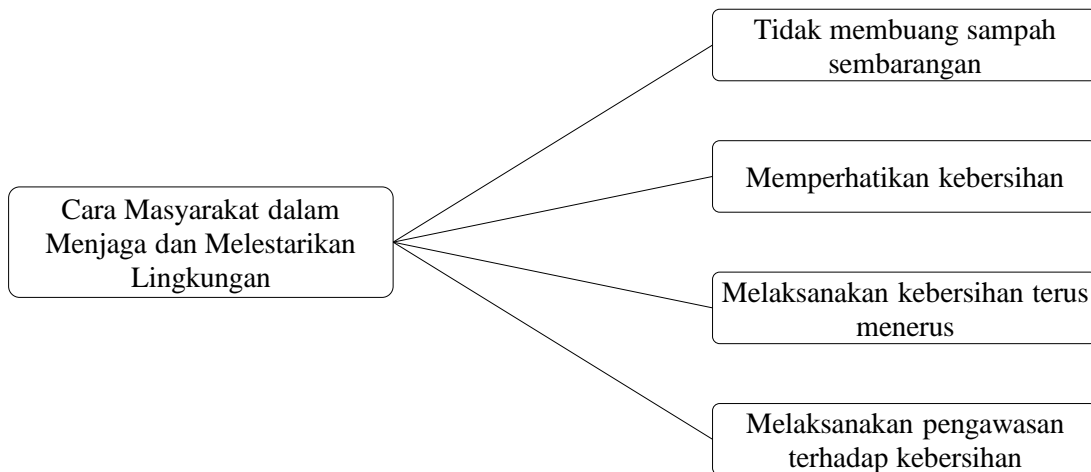 Tidak membuang sampah
sembarangan
Memperhatikan kebersihan
Cara Masyarakat dalam
Menjaga dan Melestarikan
Lingkungan
Melaksanakan kebersihan terus
menerus
Melaksanakan pengawasan
terhadap kebersihan